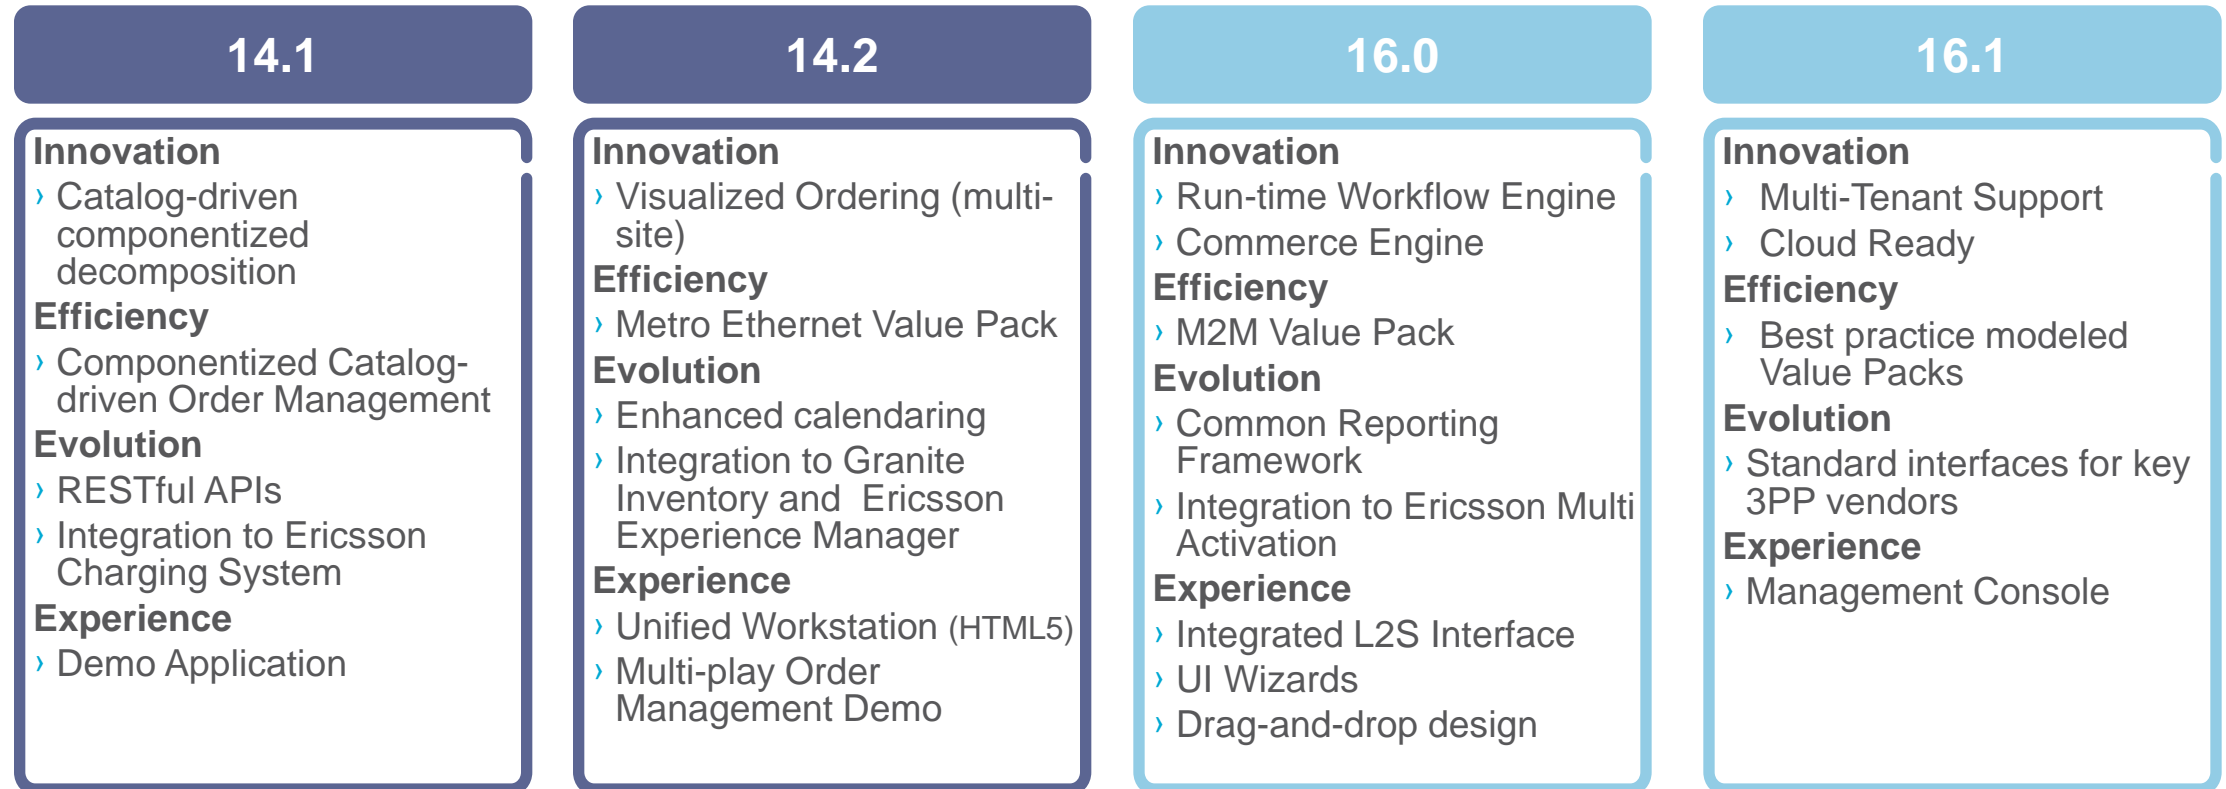 14.1
Innovation
› Catalog-driven
componentized
decomposition
Efficiency
› Componentized Catalog-
driven Order Management
Evolution
› RESTful APIs
› Integration to Ericsson
Charging System
Experience
› Demo Application
14.2
Innovation
› Visualized Ordering (multi-
site)
Efficiency
› Metro Ethernet Value Pack
Evolution
› Enhanced calendaring
› Integration to Granite
Inventory and Ericsson
Experience Manager
Experience
› Unified Workstation (HTML5)
› Multi-play Order
Management Demo
16.0
Innovation
› Run-time Workflow Engine
› Commerce Engine
Efficiency
› M2M Value Pack
Evolution
› Common Reporting
Framework
› Integration to Ericsson Multi
Activation
Experience
› Integrated L2S Interface
› UI Wizards
› Drag-and-drop design
16.1
Innovation
› Multi-Tenant Support
› Cloud Ready
Efficiency
› Best practice modeled
Value Packs
Evolution
› Standard interfaces for key
3PP vendors
Experience
› Management Console